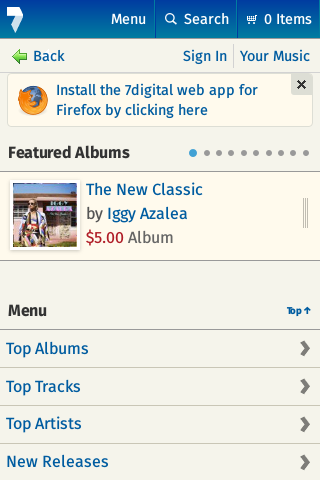 7
Menu
Search
0 Items
Back
Sign In
Your Music
Install the 7digital web app for
Firefox by clicking here
Featured Albums
The New Classic
by Iggy Azalea
$5.00 Album
Menu
Top ↑
Top Albums
Top Tracks
Top Artists
New Releases